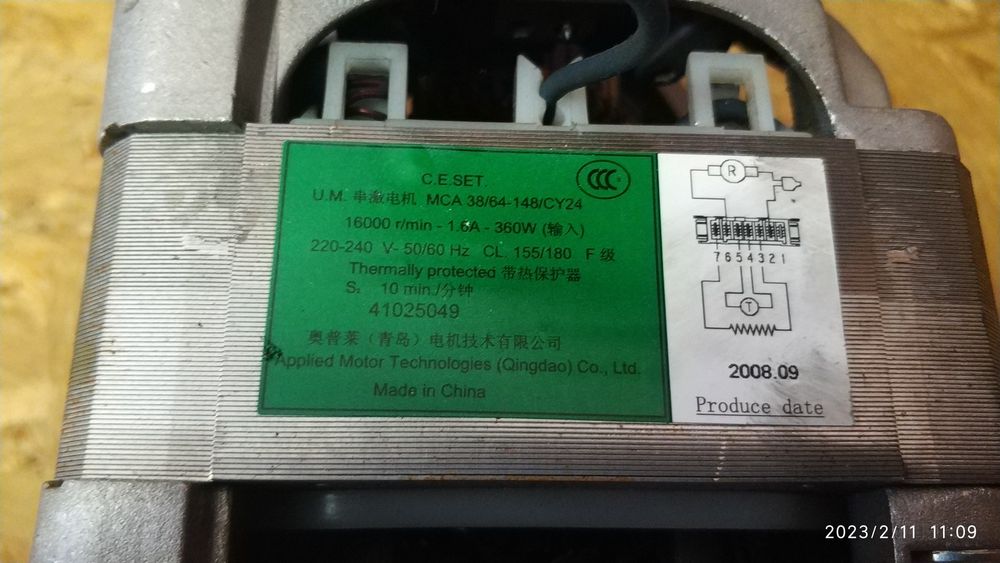 C.E.SET.
CCC
U.M. 串激电机 MCA 38/64-148/CY24
16000 r/min - 1.6A - 360W (输入)
220-240 V- 50/60 Hz CL. 155/180 F 级
Thermally protected 带热保护器
S₂ 10 min./分钟
41025049
奥普莱（青岛）电机技术有限公司
Applied Motor Technologies (Qingdao) Co., Ltd.
Made in China
R
7 6 5 4 3 2 1
T
2008.09
Produce date
2023/2/11 11:09